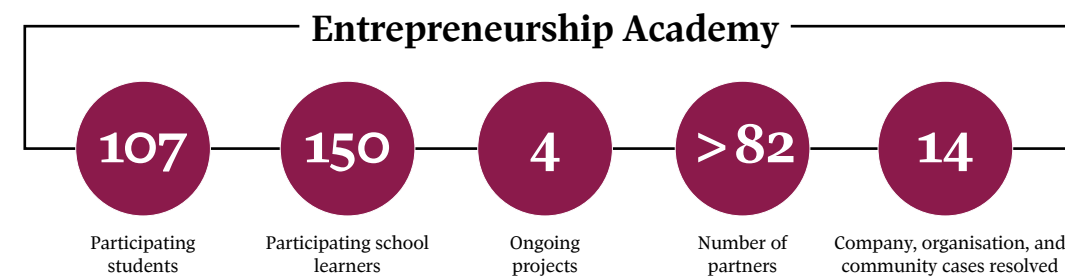 Entrepreneurship Academy
107
150
4
>82
14
Participating
students
Participating school
learners
Ongoing
projects
Number of
partners
Company, organisation, and
community cases resolved